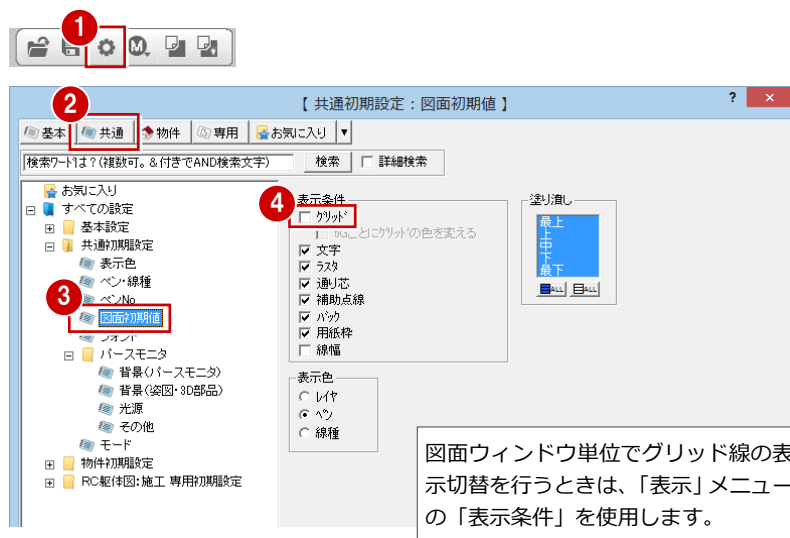 1
M
【 共通初期設定：図面初期値 】
?
×
2
基本
共通
物件
専用
お気に入り
検索ﾜｰﾄﾞは？(複数可。＆付きでAND検索文字)
検索
詳細検索
お気に入り
すべての設定
基本設定
共通初期設定
表示色
ペン・線種
3
ペンNo
図面初期値
フォント
パースモニタ
背景(パースモニタ)
背景(姿図・3D部品)
光源
その他
モード
物件初期設定
RC躯体図：施工 専用初期設定
4
表示条件
ｸﾞﾘｯﾄﾞ
5Gごとにｸﾞﾘｯﾄﾞの色を変える
文字
ﾗｽﾀ
通り芯
補助点線
ﾊﾟｯｸ
用紙枠
線幅
表示色
ﾚｲﾔ
ﾍﾟﾝ
線種
塗り潰し
最上
上
中
下
最下
ALL
ALL
図面ウィンドウ単位でグリッド線の表
示切替を行うときは、「表示」メニュー
の「表示条件」を使用します。